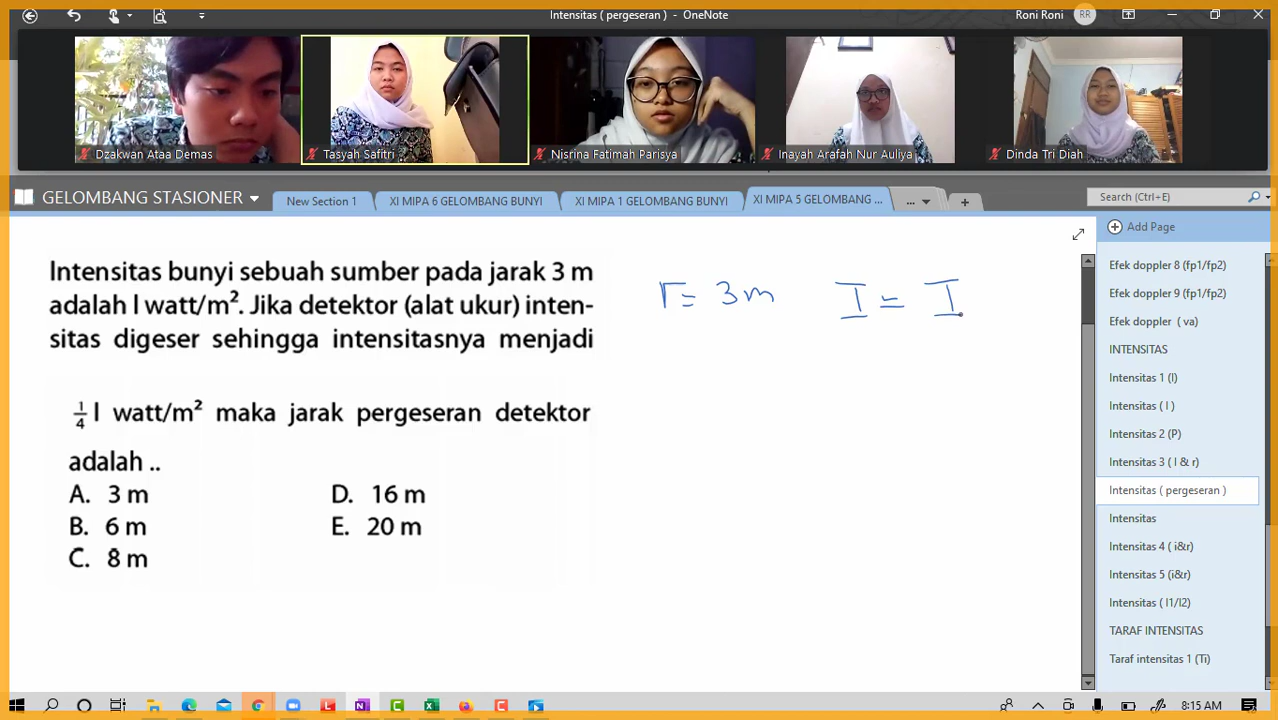 Intensitas ( pergeseran ) - OneNote
Roni Roni
RR
Dzakwan Ataa Demas
Tasyah Safitri
Nisrina Fatimah Parisya
Inayah Arafah Nur Auliya
Dinda Tri Diah
GELOMBANG STASIONER
New Section 1
XI MIPA 6 GELOMBANG BUNYI
XI MIPA 1 GELOMBANG BUNYI
XI MIPA 5 GELOMBANG ...
...
Search (Ctrl+E)
Add Page
Intensitas bunyi sebuah sumber pada jarak 3 m
adalah I watt/m². Jika detektor (alat ukur) inten-
sitas digeser sehingga intensitasnya menjadi
1/4 I watt/m² maka jarak pergeseran detektor
adalah ..
A. 3 m
B. 6 m
C. 8 m
D. 16 m
E. 20 m
r = 3 m I = I
Efek doppler 8 (fp1/fp2)
Efek doppler 9 (fp1/fp2)
Efek doppler ( va)
INTENSITAS
Intensitas 1 (I)
Intensitas ( I )
Intensitas 2 (P)
Intensitas 3 ( I & r)
Intensitas ( pergeseran )
Intensitas
Intensitas 4 ( i&r)
Intensitas 5 (i&r)
Intensitas ( I1/I2)
TARAF INTENSITAS
Taraf intensitas 1 (Ti)
8:15 AM